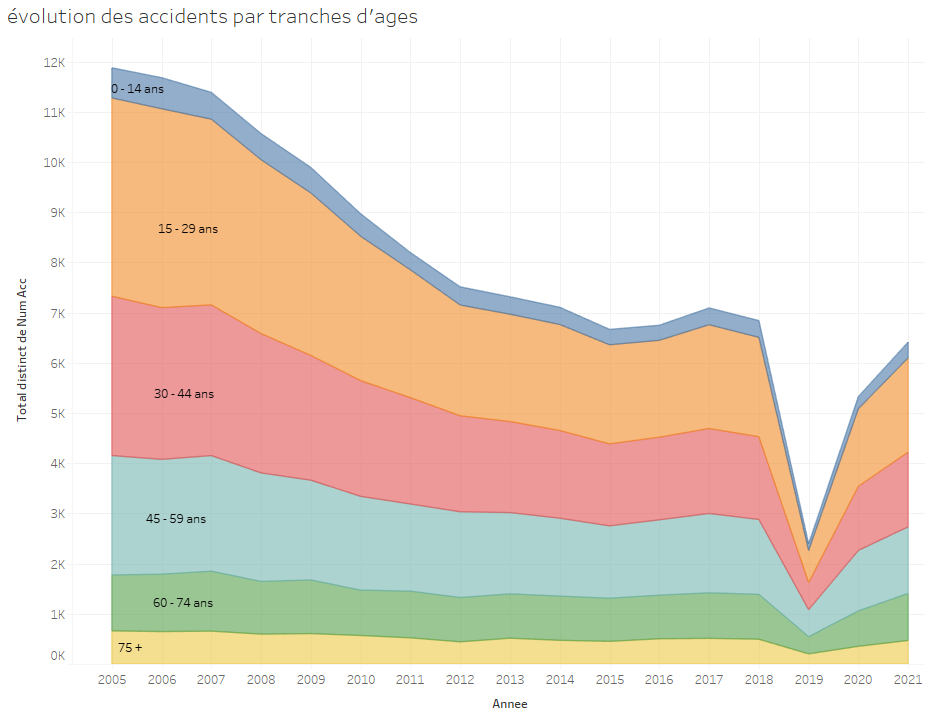 évolution des accidents par tranches d'ages
12K
11K
10K
9K
8K
7K
6K
5K
4K
3K
2K
1K
0K
Total distinct de Num Acc
0 - 14 ans
15 - 29 ans
30 - 44 ans
45 - 59 ans
60 - 74 ans
75 +
2005 2006 2007 2008 2009 2010 2011 2012 2013 2014 2015 2016 2017 2018 2019 2020 2021
Annee